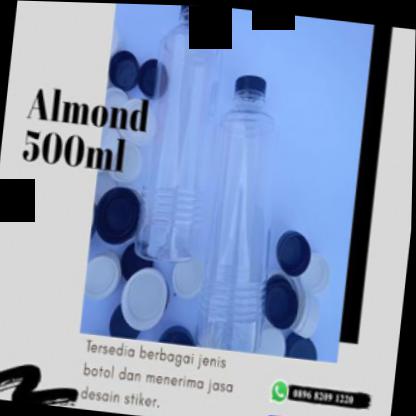 Almond
500ml
Tersedia berbagai jenis
botol dan menerima jasa
desain stiker.
0896 8209 1220